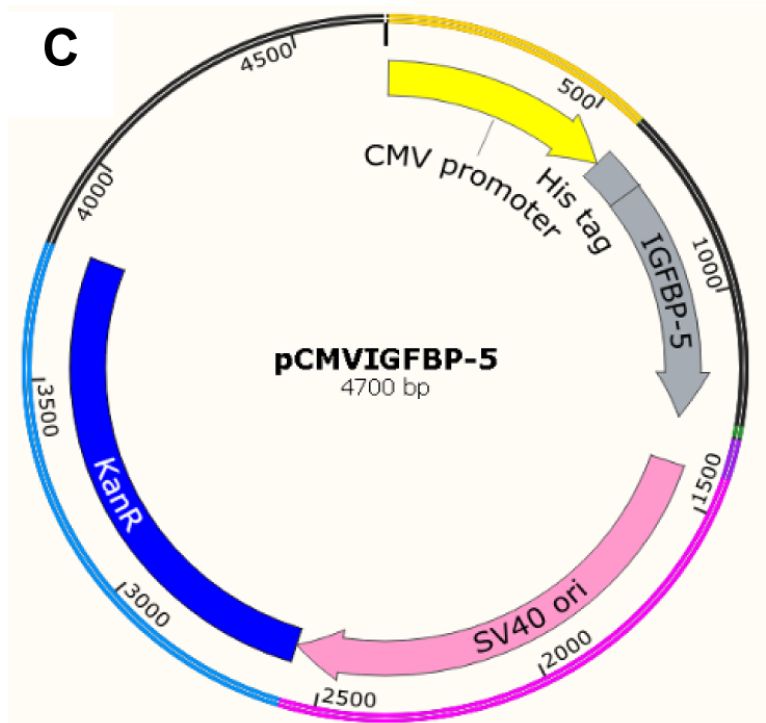 C
4500
500
CMV promoter
His tag
4000
IGFBP-5
1000
pCMVIGFBP-5
4700 bp
3500
KanR
1500
SV40 ori
3000
2000
2500